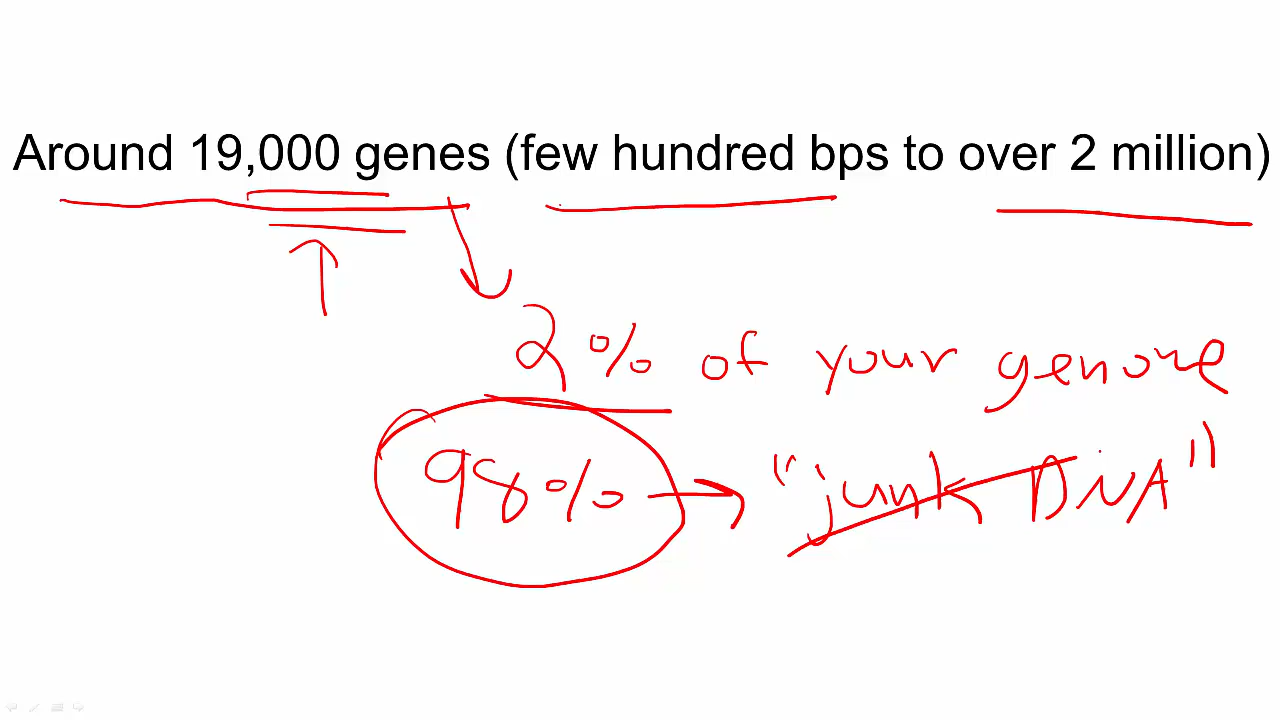 Around 19,000 genes (few hundred bps to over 2 million)
2% of your genome
98% → "junk DNA"